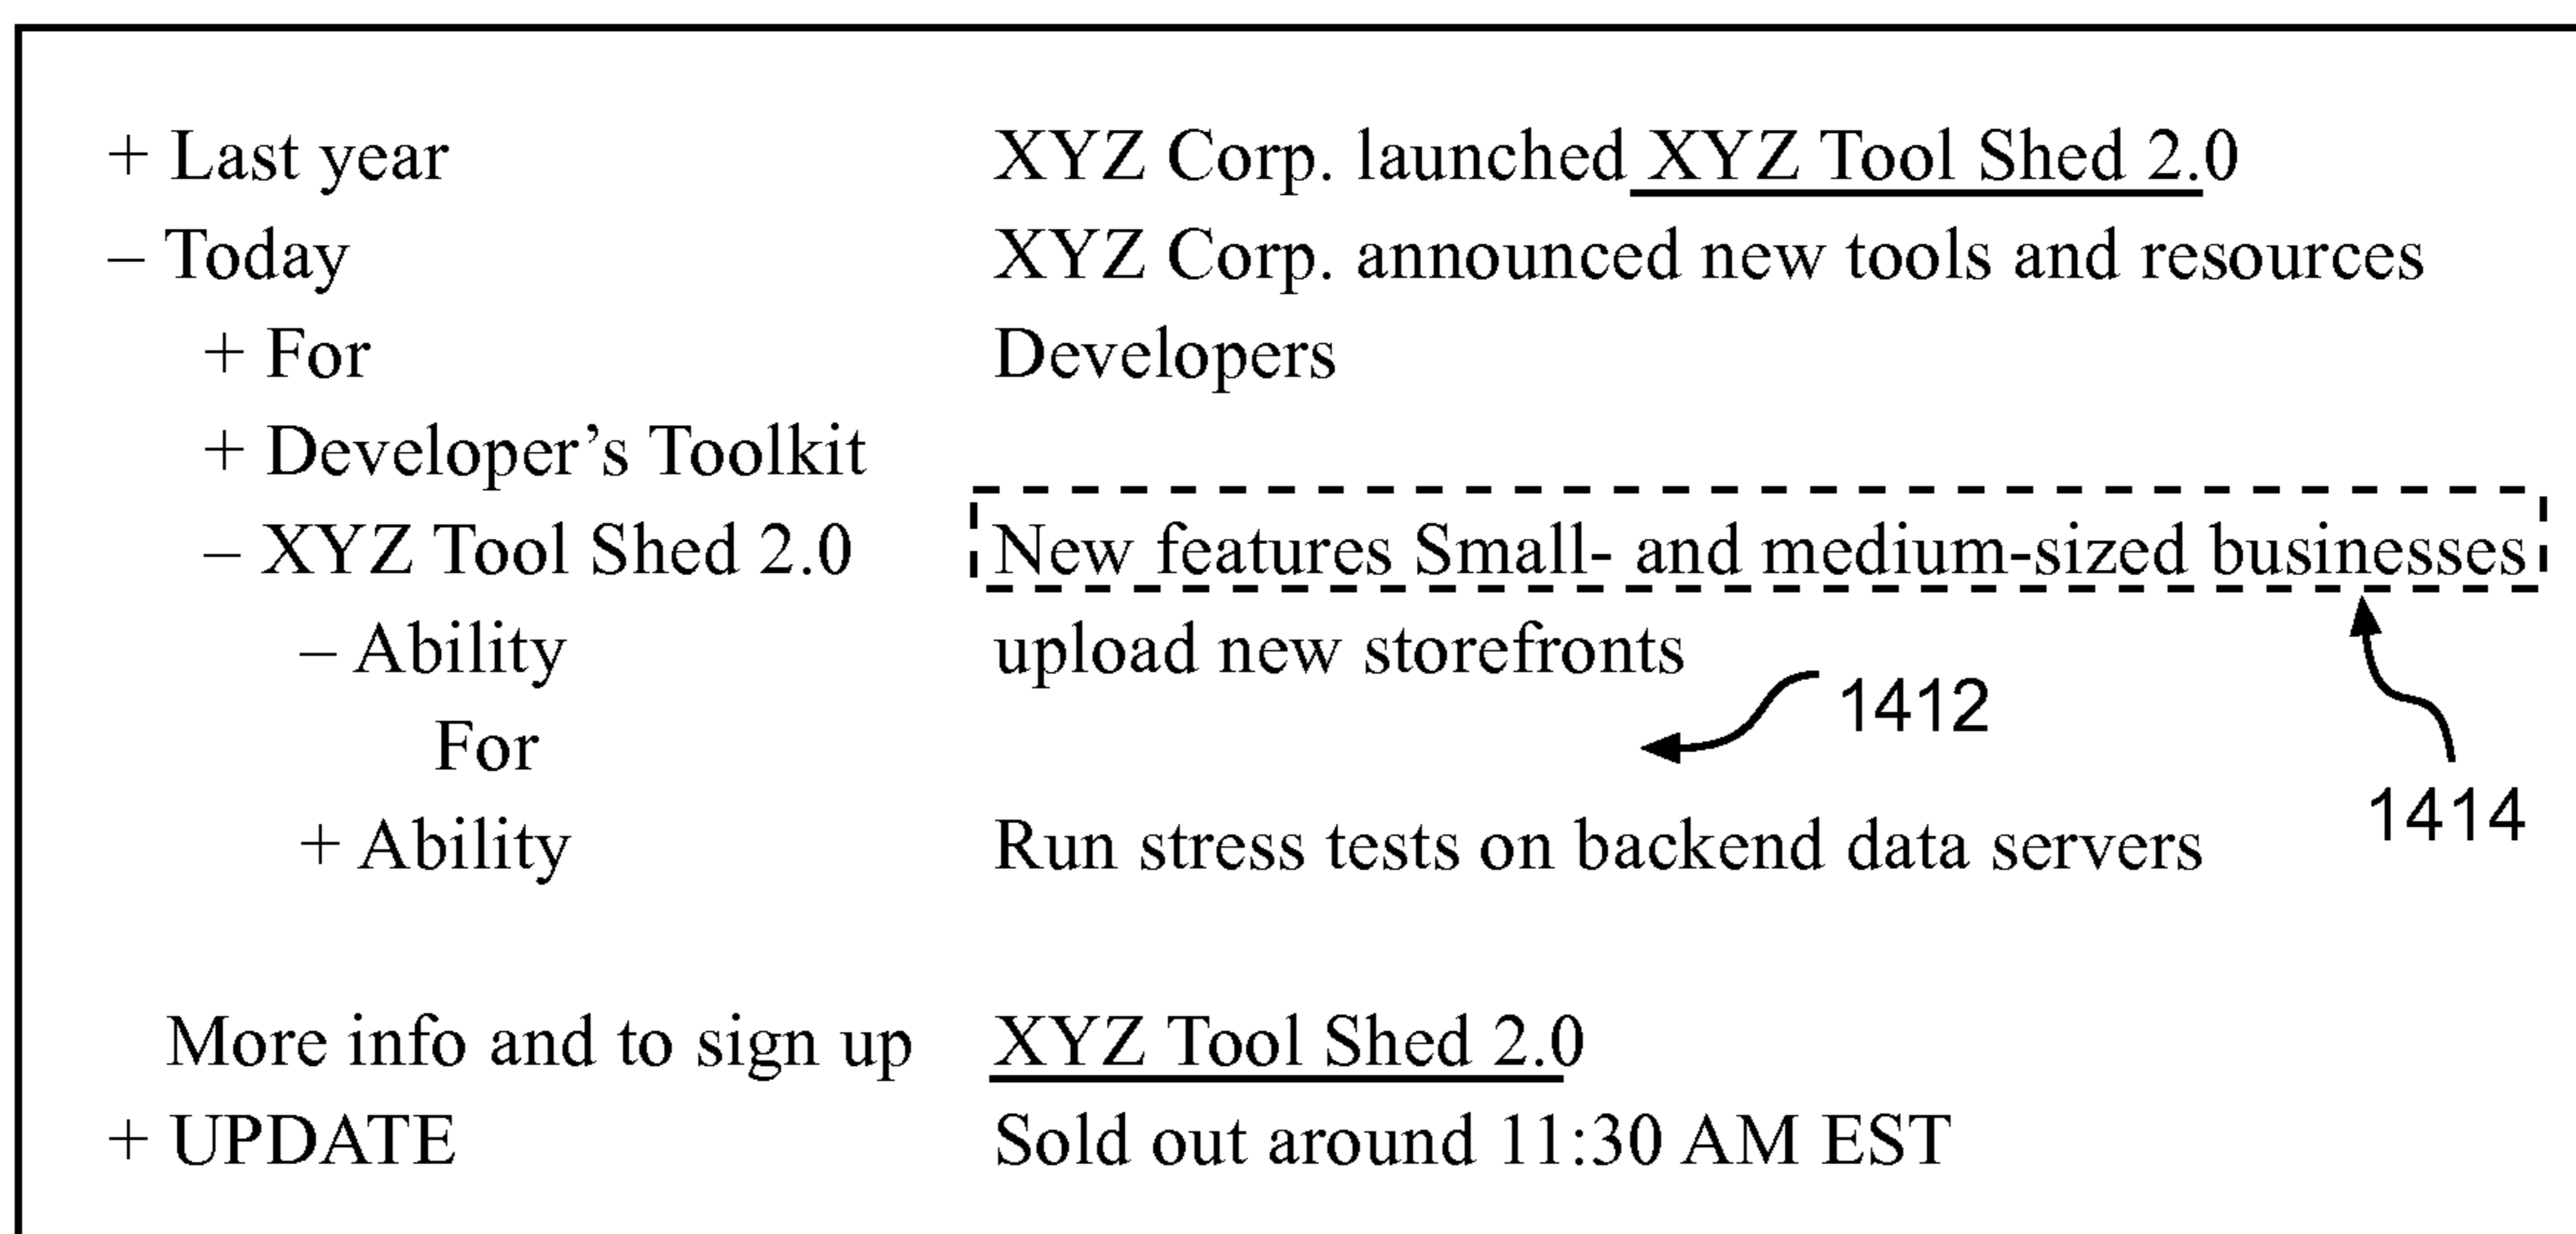 + Last year XYZ Corp. launched XYZ Tool Shed 2.0
– Today XYZ Corp. announced new tools and resources
+ For Developers
+ Developer’s Toolkit
– XYZ Tool Shed 2.0 New features Small- and medium-sized businesses
– Ability upload new storefronts
1412
For
1414
+ Ability Run stress tests on backend data servers
More info and to sign up XYZ Tool Shed 2.0
+ UPDATE Sold out around 11:30 AM EST